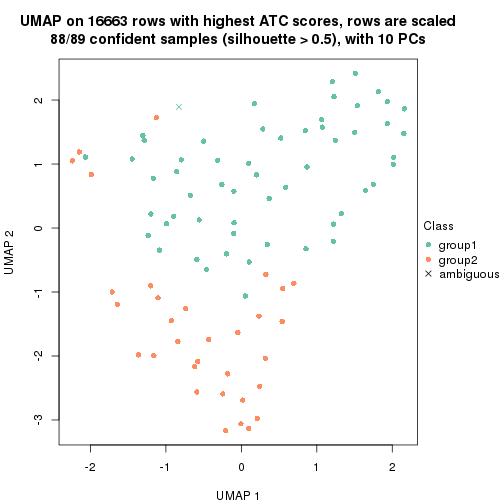 UMAP on 16663 rows with highest ATC scores, rows are scaled
88/89 confident samples (silhouette > 0.5), with 10 PCs
2
1
0
-1
-2
-3
UMAP 2
-2
-1
0
1
2
UMAP 1
Class
group1
group2
ambiguous